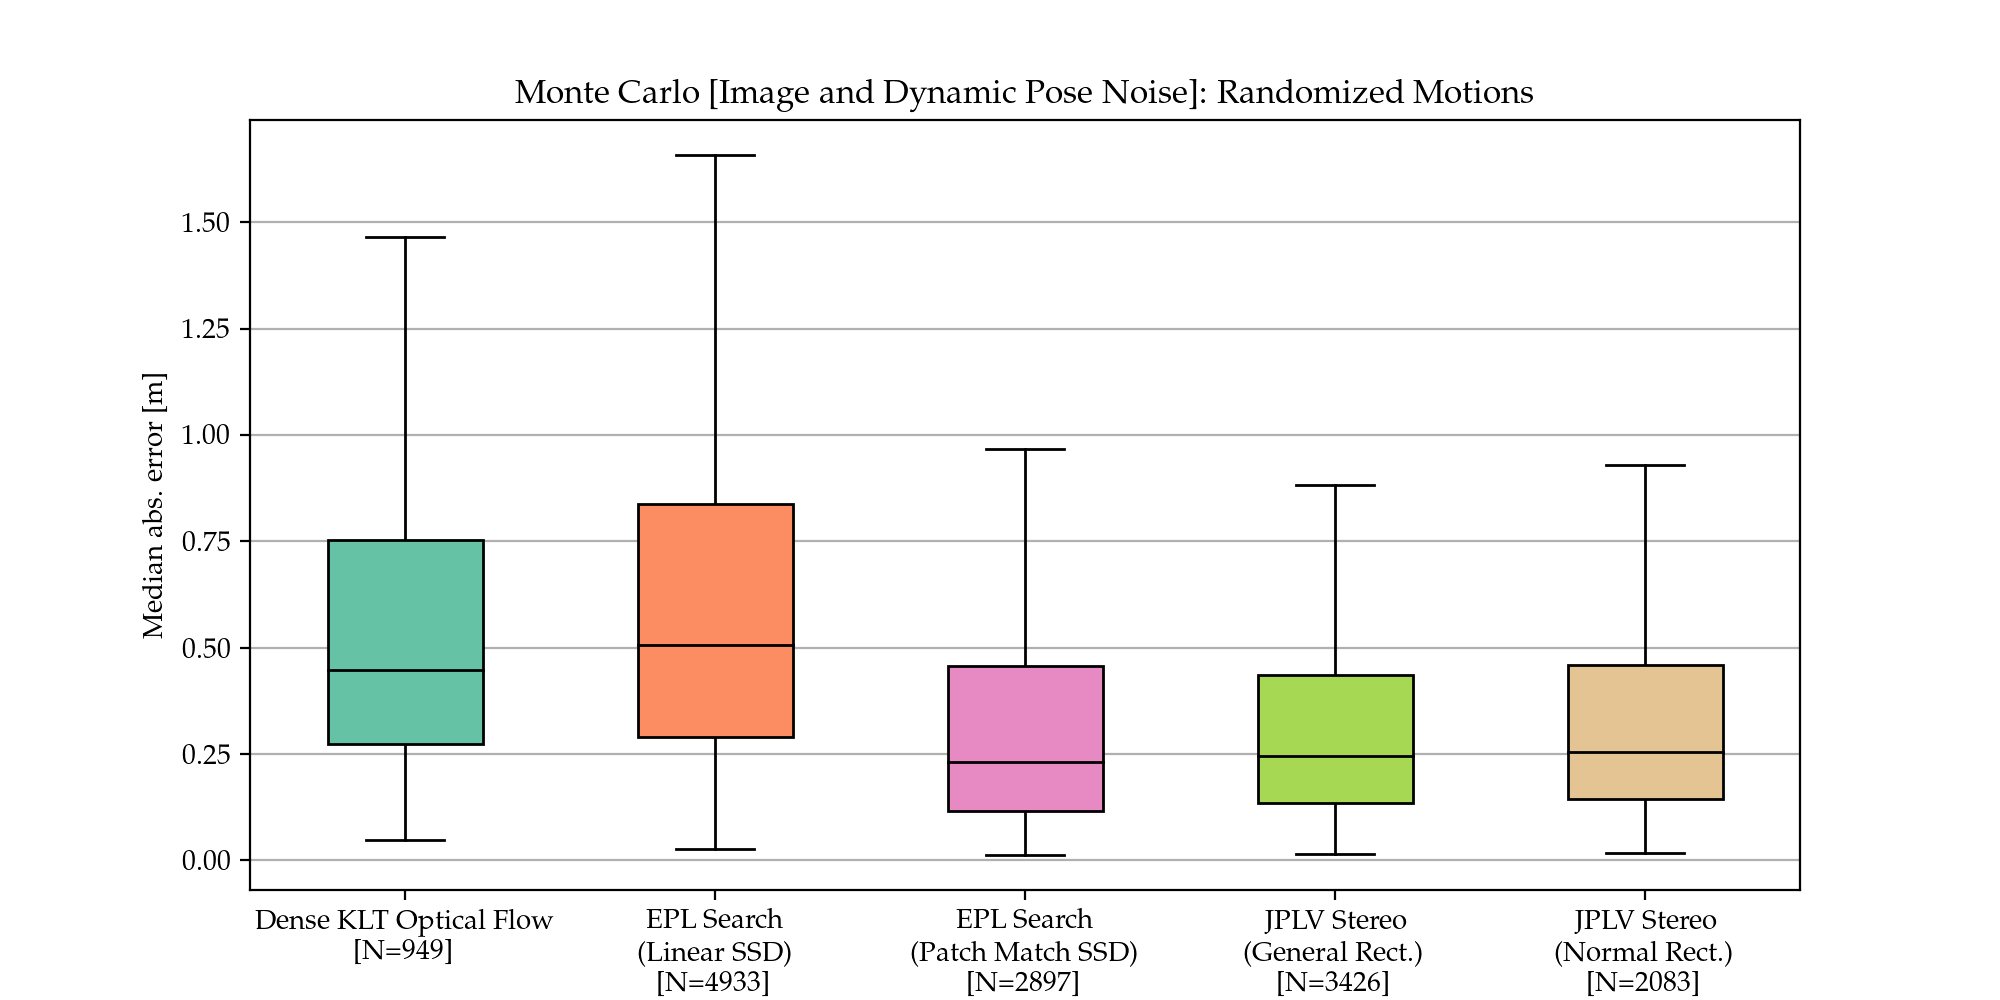 Monte Carlo [Image and Dynamic Pose Noise]: Randomized Motions
Median abs. error [m]
1.50
1.25
1.00
0.75
0.50
0.25
0.00
Dense KLT Optical Flow
[N=949]
EPL Search
(Linear SSD)
[N=4933]
EPL Search
(Patch Match SSD)
[N=2897]
JPLV Stereo
(General Rect.)
[N=3426]
JPLV Stereo
(Normal Rect.)
[N=2083]